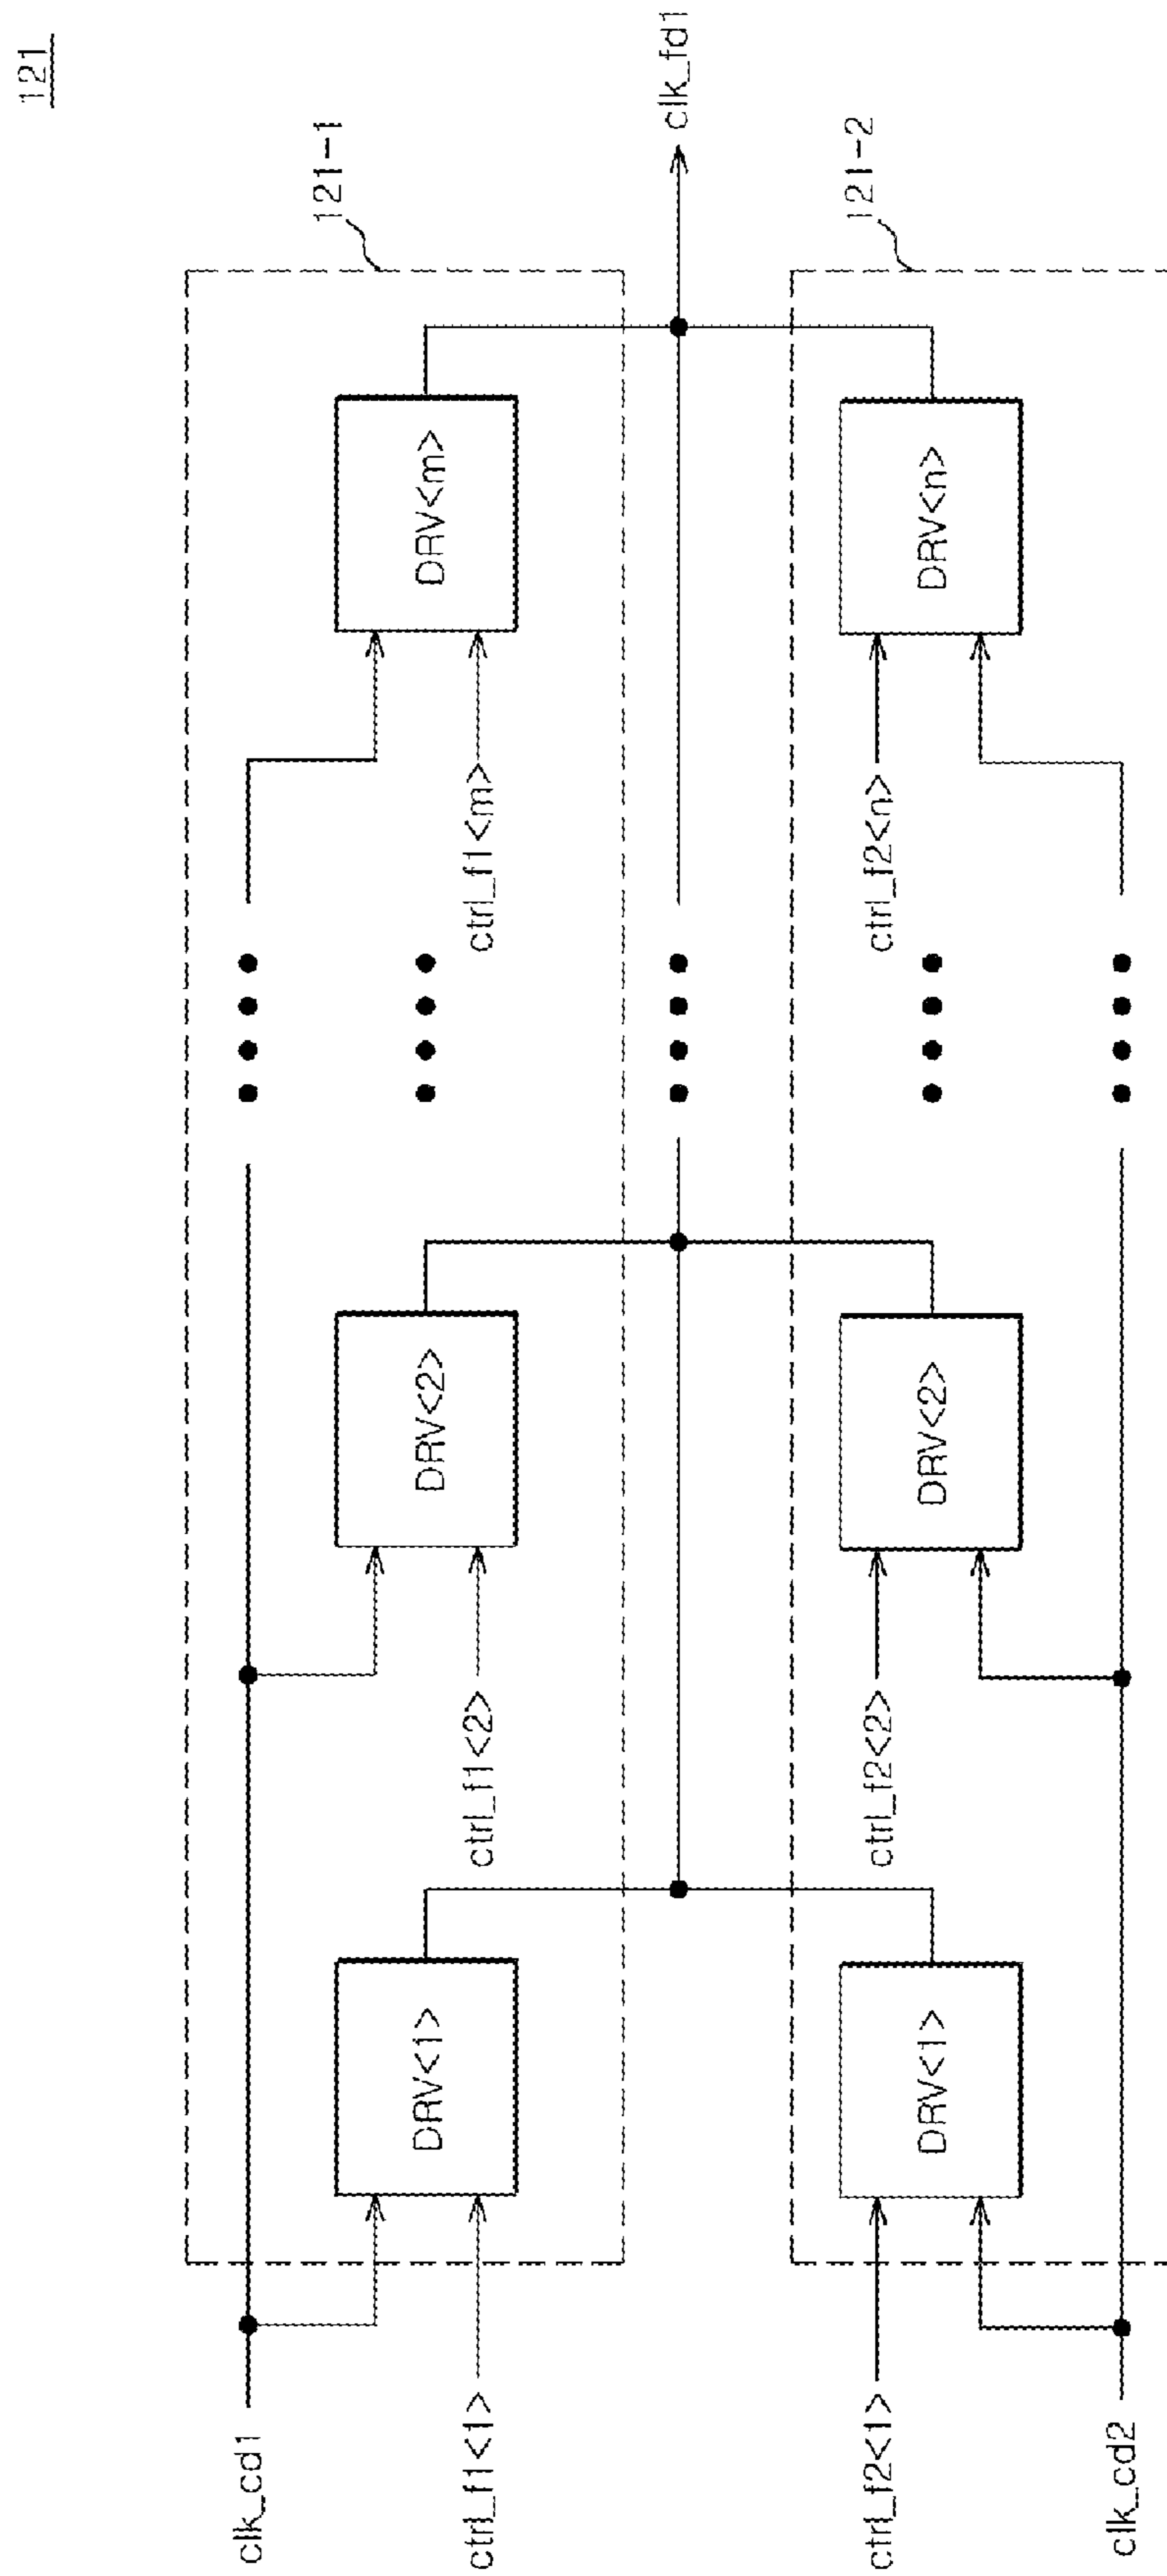 121
121-1
clk_cd1
DRV<1>
DRV<2>
DRV<m>
ctrl_f1<1>
ctrl_f1<2>
ctrl_f1<m>
clk_fd1
121-2
ctrl_f2<1>
ctrl_f2<2>
ctrl_f2<n>
DRV<1>
DRV<2>
DRV<n>
clk_cd2